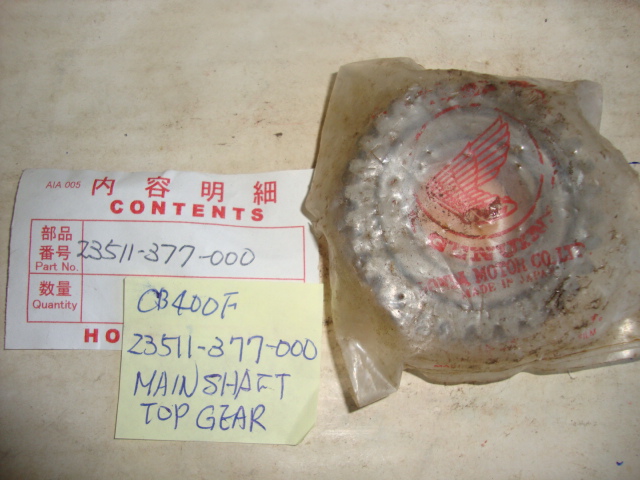 AIA 005 内容明細
CONTENTS
部品
番号 23511-377-000
Part No.
数量
Quantity
HO
CB400F
23511-377-000
MAINSHAFT
TOP GEAR
MOTOR CO., LTD.
MADE IN JAPAN